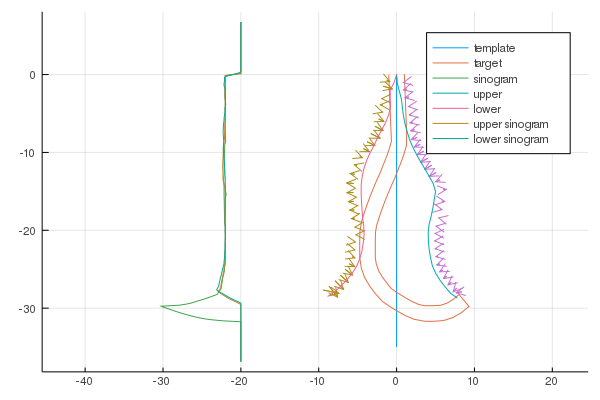 template
target
sinogram
upper
lower
upper sinogram
lower sinogram
0
-10
-20
-30
-40 -30 -20 -10 0 10 20